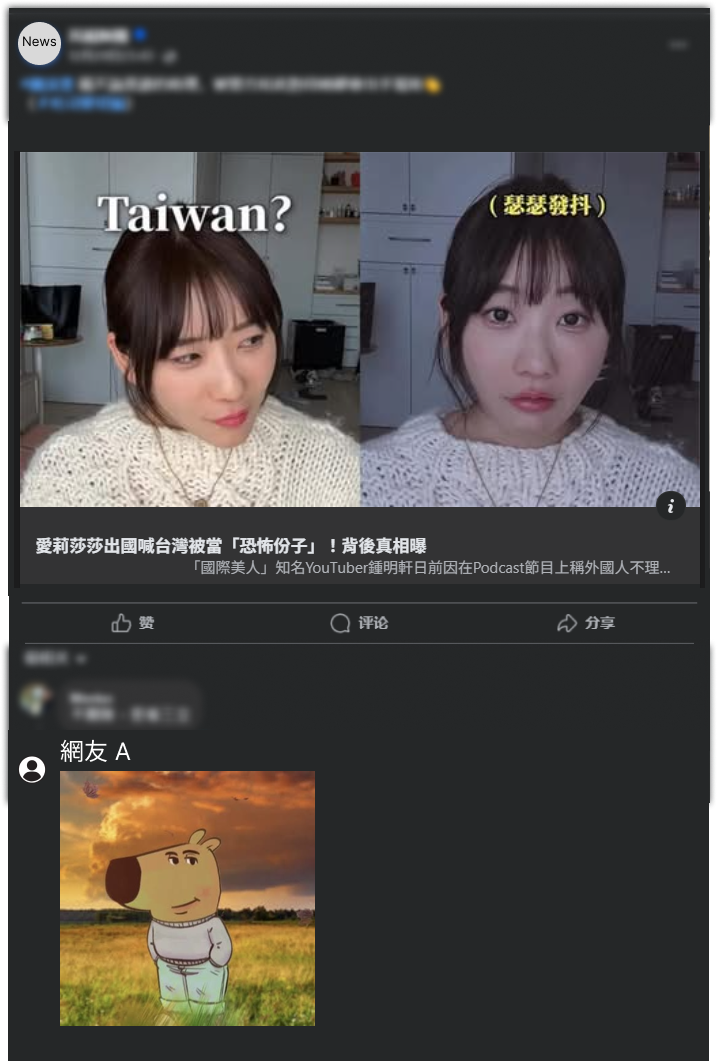 News
Taiwan?
（瑟瑟發抖）
愛莉莎莎出國喊台灣被當「恐怖份子」！背後真相曝
「國際美人」知名YouTuber鍾明軒日前因在Podcast節目上稱外國人不理...
赞 评论 分享
網友 A